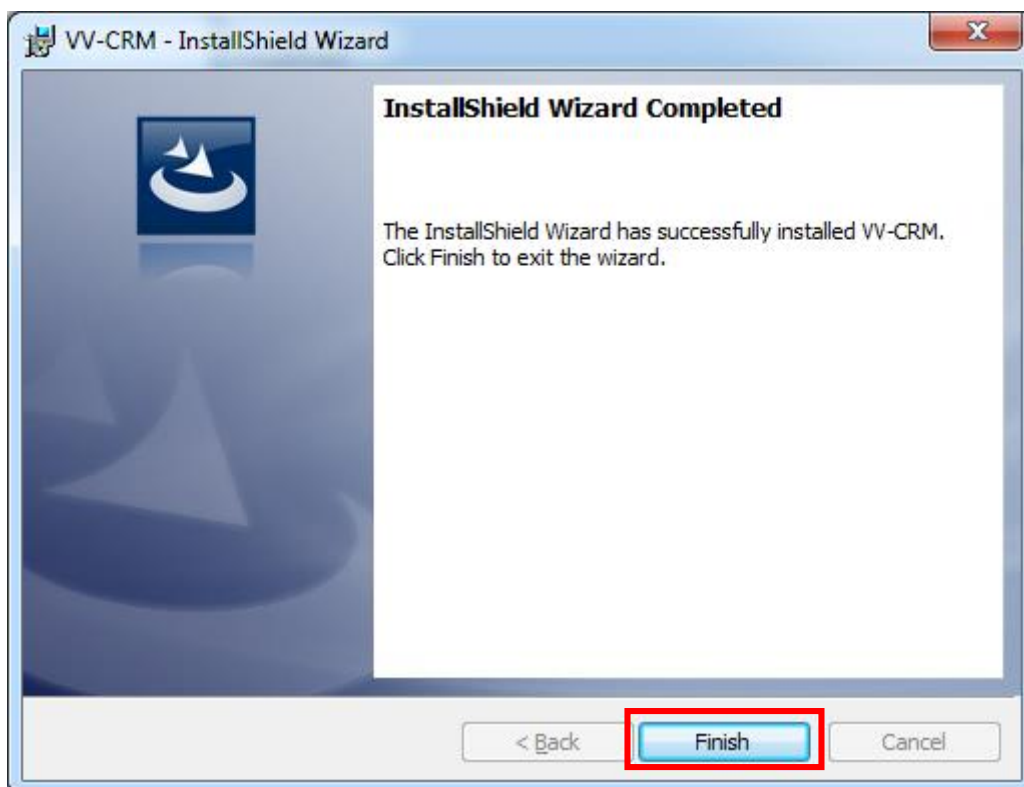 VV-CRM - InstallShield Wizard
InstallShield Wizard Completed
The InstallShield Wizard has successfully installed VV-CRM.
Click Finish to exit the wizard.
< Back
Finish
Cancel